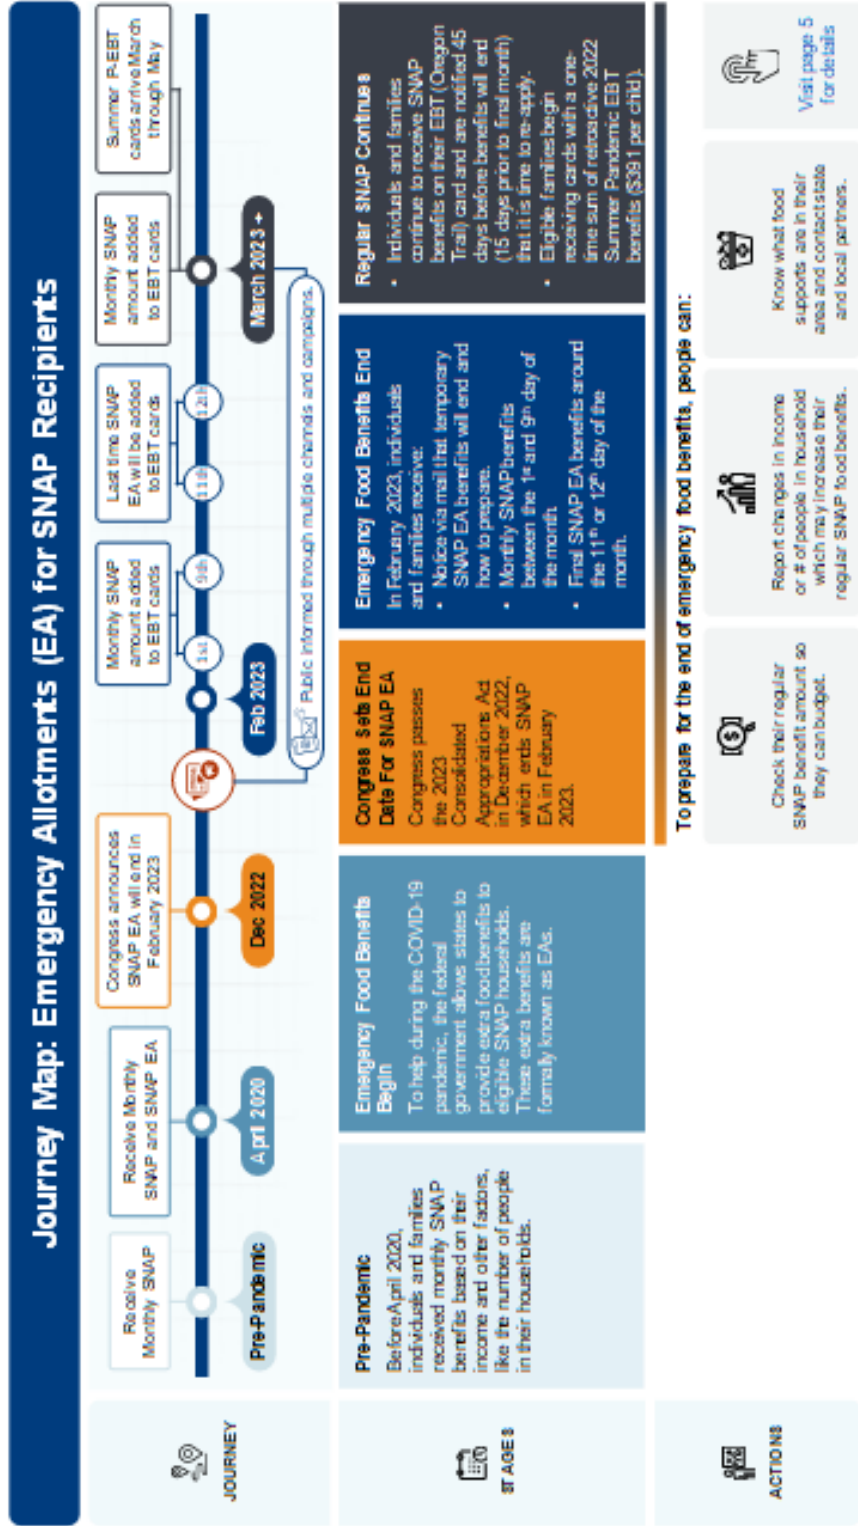 Journey Map: Emergency Allotments (EA) for SNAP Recipients
JOURNEY
Receive
Monthly SNAP
Pre-Pandemic
Receive Monthly
SNAP and SNAP EA
April 2020
Congress announces
SNAP EA will end in
February 2023
Dec 2022
Monthly SNAP
amount added
to EBT cards
1st
9th
Feb 2023
Last time SNAP
EA will be added
to EBT cards
11th
12th
Monthly SNAP
amount added
to EBT cards
Summer P-EBT
cards arrive March
through May
March 2023 +
Public informed through multiple channels and campaigns.
STAGES
Pre-Pandemic
Before April 2020,
individuals and families
received monthly SNAP
benefits based on their
income and other factors,
like the number of people
in their households.
Emergency Food Benefits
Begin
To help during the COVID-19
pandemic, the federal
government allows states to
provide extra food benefits to
eligible SNAP households.
These extra benefits are
formally known as EAs.
Congress Sets End
Date For SNAP EA
Congress passes
the 2023
Consolidated
Appropriations Act
in December 2022,
which ends SNAP
EA in February
2023.
Emergency Food Benefits End
In February 2023, individuals
and families receive:
• Notice via mail that temporary
SNAP EA benefits will end and
how to prepare.
• Monthly SNAP benefits
between the 1st and 9th day of
the month.
• Final SNAP EA benefits around
the 11th or 12th day of the
month.
Regular SNAP Continues
• Individuals and families
continue to receive SNAP
benefits on their EBT (Oregon
Trail) card and are notified 45
days before benefits will end
(15 days prior to final month)
that it is time to re-apply.
• Eligible families begin
receiving cards with a one-
time sum of retroactive 2022
Summer Pandemic EBT
benefits ($391 per child).
ACTIONS
To prepare for the end of emergency food benefits, people can:
Check their regular
SNAP benefit amount so
they can budget.
Report changes in income
or # of people in household
which may increase their
regular SNAP food benefits.
Know what food
supports are in their
area and contact state
and local partners.
Visit page 5
for details